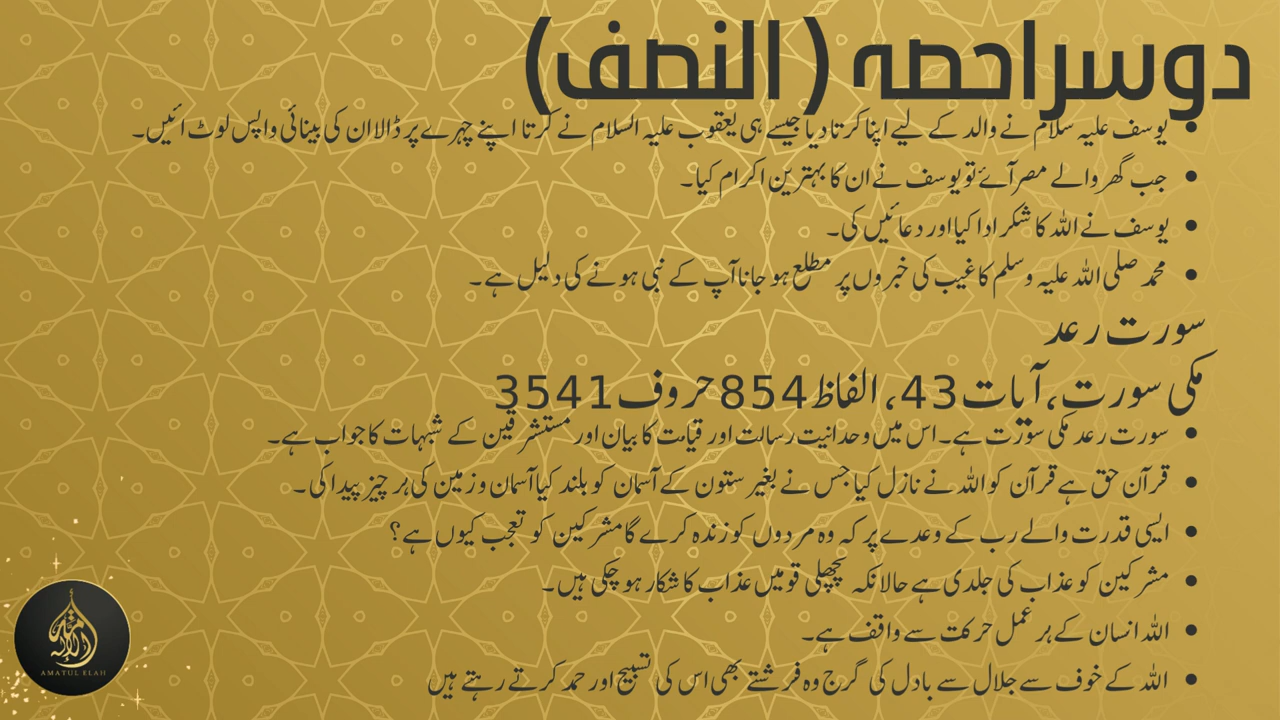 دوسراحصہ (النصف)
• یوسف علیہ سلام نے والد کے لیے اپنا کرتا دیا جیسے ہی یعقوب علیہ السلام نے کرتا اپنے چہرے پر ڈالا ان کی بینائی واپس لوٹ ائیں۔
• جب گھر والے مصر آئے تو یوسف نے ان کا بہترین اکرام کیا۔
• یوسف نے اللہ کا شکر ادا کیا اور دعائیں کی۔
• محمد صلی اللہ علیہ وسلم کا غیب کی خبروں پر مطلع ہو جانا آپ کے نبی ہونے کی دلیل ہے۔
سورت رعد
مکی سورت، آیات 43، الفاظ 854 حروف 3541
• سورت رعد مکی سورت ہے۔ اس میں وحدانیت رسالت اور قیامت کا بیان اور مستشرقین کے شبہات کا جواب ہے۔
• قرآن حق ہے قرآن کو اللہ نے نازل کیا جس نے بغیر ستون کے آسمان کو بلند کیا آسمان و زمین کی ہر چیز پیدا کی۔
• ایسی قدرت والے رب کے وعدے پر کہ وہ مردوں کو زندہ کرے گا مشرکین کو تعجب کیوں ہے؟
• مشرکین کو عذاب کی جلدی ہے حالانکہ پچھلی قومیں عذاب کا شکار ہو چکی ہیں۔
• اللہ انسان کے ہر عمل حرکت سے واقف ہے۔
• اللہ کے خوف سے جلال سے بادل کی گرج وہ فرشتے بھی اس کی تسبیح اور حمد کرتے رہتے ہیں
AMATUL ELAH